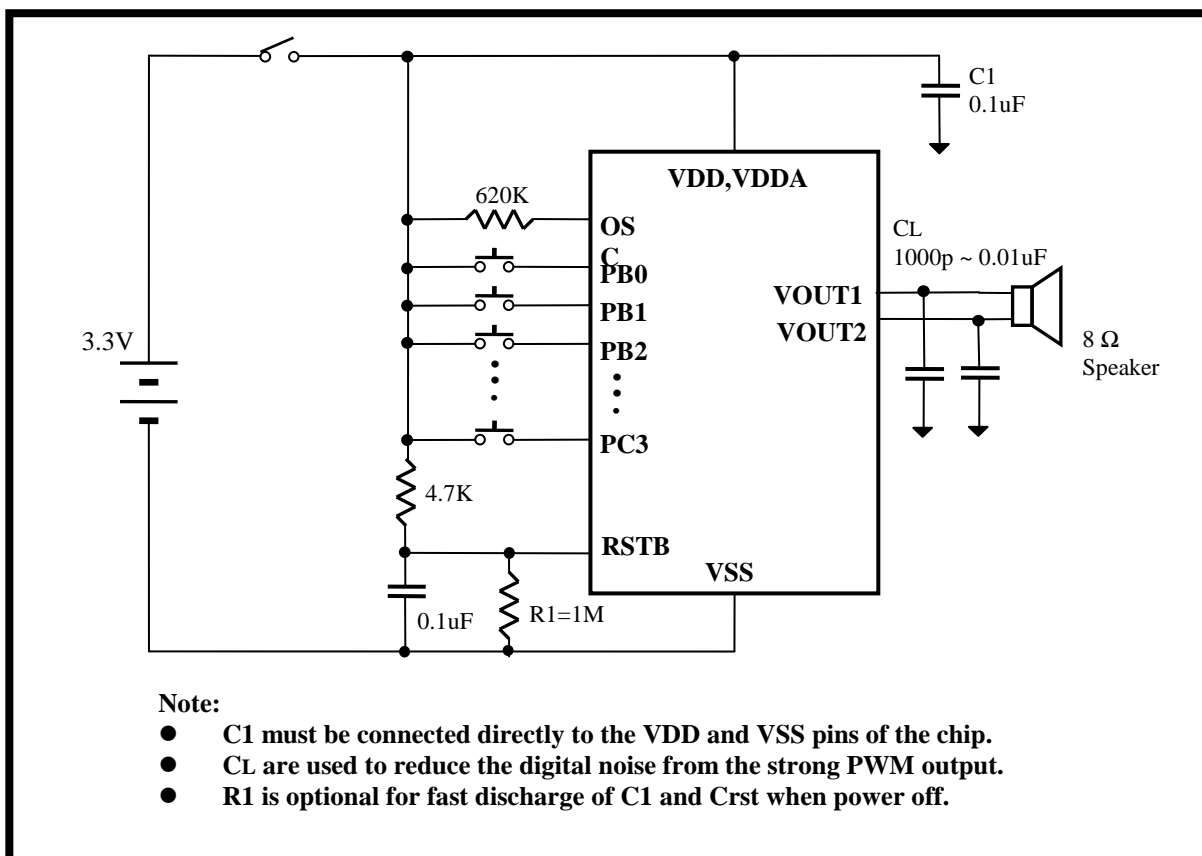 C1
0.1uF
VDD,VDDA
620K
OS
C
PB0
PB1
PB2
PC3
RSTB
VSS
VOUT1
VOUT2
CL
1000p ~ 0.01uF
8 Ω
Speaker
3.3V
4.7K
0.1uF
R1=1M
Note:
● C1 must be connected directly to the VDD and VSS pins of the chip.
● CL are used to reduce the digital noise from the strong PWM output.
● R1 is optional for fast discharge of C1 and Crst when power off.